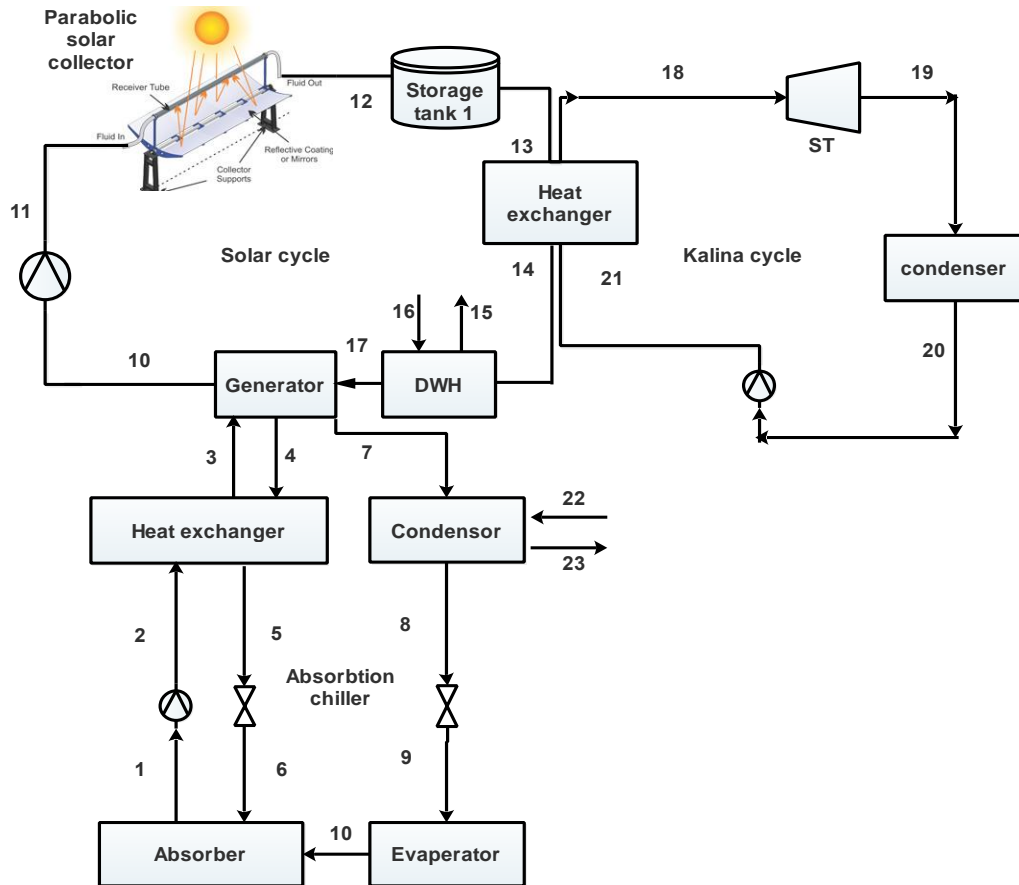 Parabolic
solar
collector
Receiver Tube
Fluid Out
Fluid In
Reflective Coating
or Mirrors
Collector
Supports
12
Storage
tank 1
18
19
ST
13
Heat
exchanger
11
Solar cycle
14
21
Kalina cycle
condenser
16
15
20
10
17
Generator
DWH
3
4
7
Heat exchanger
Condensor
22
23
2
5
8
Absorbtion
chiller
1
6
9
Absorber
10
Evaperator